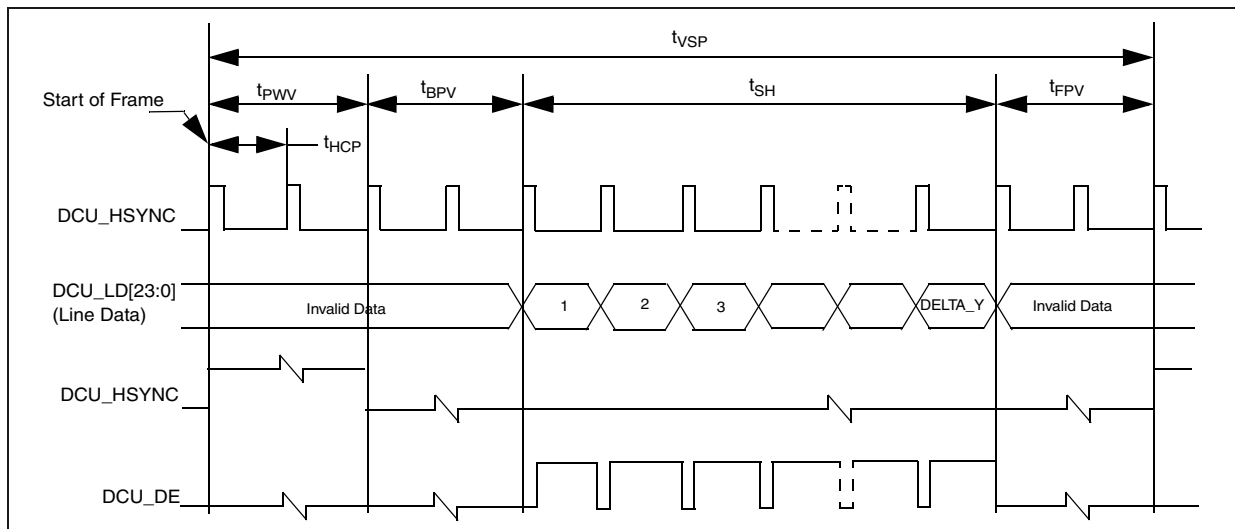 tVSP
tPWV
tBPV
tSH
tFPV
Start of Frame
tHCP
DCU_HSYNC
DCU_LD[23:0]
(Line Data)
Invalid Data
1
2
3
DELTA_Y
Invalid Data
DCU_HSYNC
DCU_DE